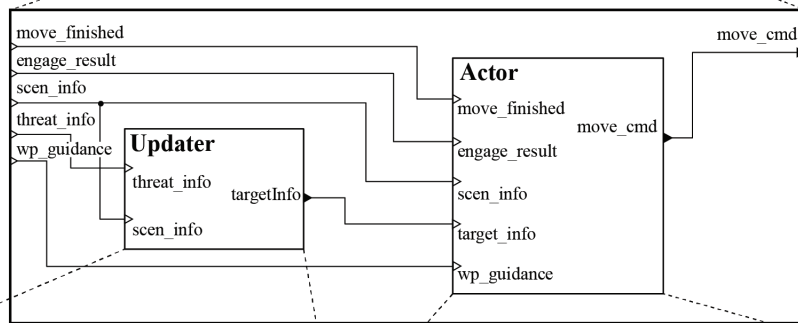 move_finished
engage_result
scen_info
threat_info
wp_guidance
Updater
threat_info
scen_info
targetInfo
Actor
move_finished
engage_result
scen_info
target_info
wp_guidance
move_cmd
move_cmd